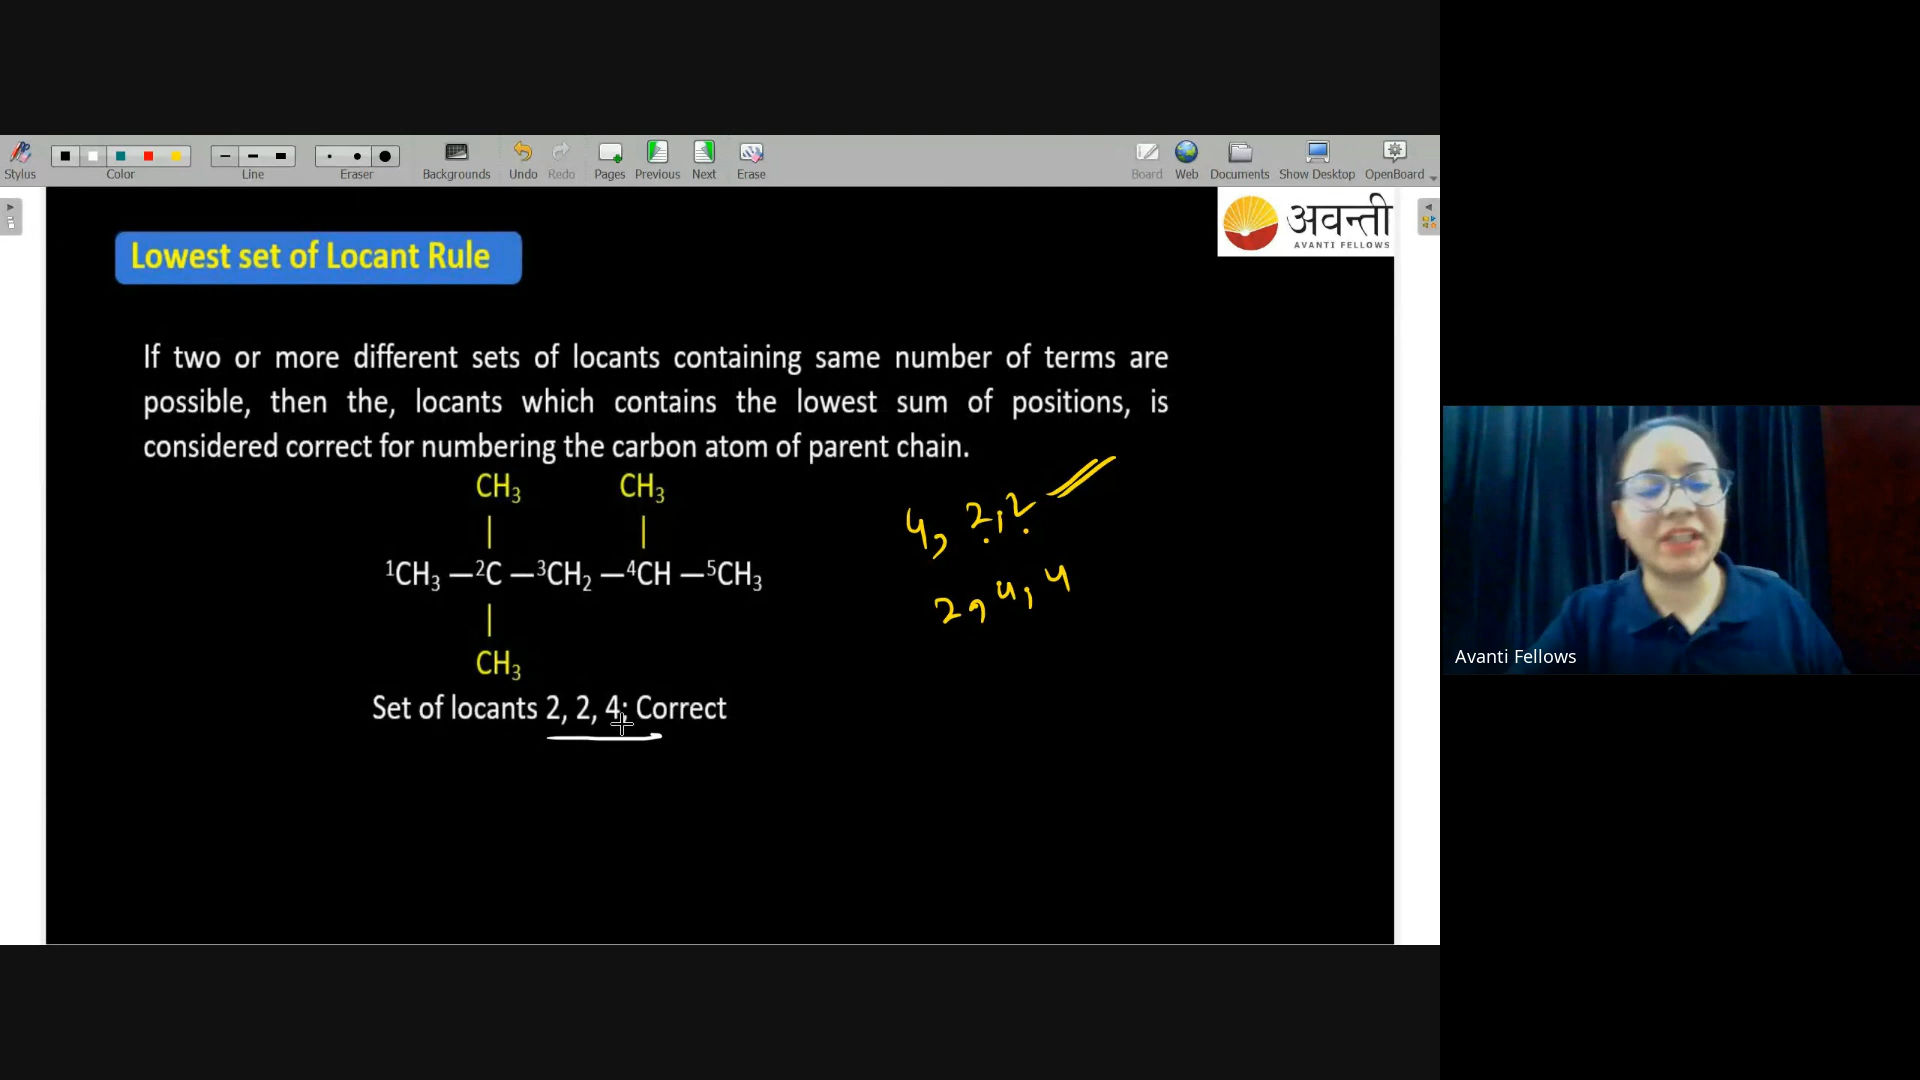 Stylus Color Line Eraser Backgrounds Undo Redo Pages Previous Next Erase Board Web Documents Show Desktop OpenBoard
अवन्ती
AVANTI FELLOWS
Lowest set of Locant Rule
If two or more different sets of locants containing same number of terms are
possible, then the, locants which contains the lowest sum of positions, is
considered correct for numbering the carbon atom of parent chain.
CH₃ CH₃
4, 2, 2
¹CH₃ —²C —³CH₂ —⁴CH —⁵CH₃
2, 4, 4
CH₃
Set of locants 2, 2, 4; Correct
Avanti Fellows